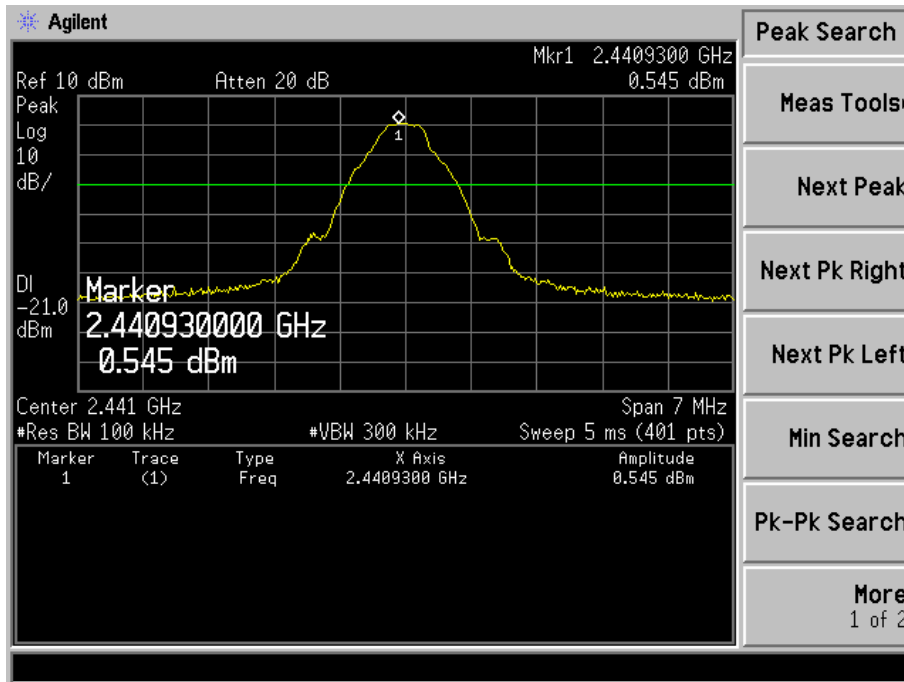 Agilent
Peak Search
Mkr1 2.4409300 GHz
Ref 10 dBm Atten 20 dB 0.545 dBm
Peak
Log
10
dB/
1
DI
-21.0
dBm
Marker
2.440930000 GHz
0.545 dBm
Center 2.441 GHz Span 7 MHz
#Res BW 100 kHz #VBW 300 kHz Sweep 5 ms (401 pts)
Marker Trace Type X Axis Amplitude
1 (1) Freq 2.4409300 GHz 0.545 dBm
Meas Tools
Next Peak
Next Pk Right
Next Pk Left
Min Search
Pk-Pk Search
More
1 of 2